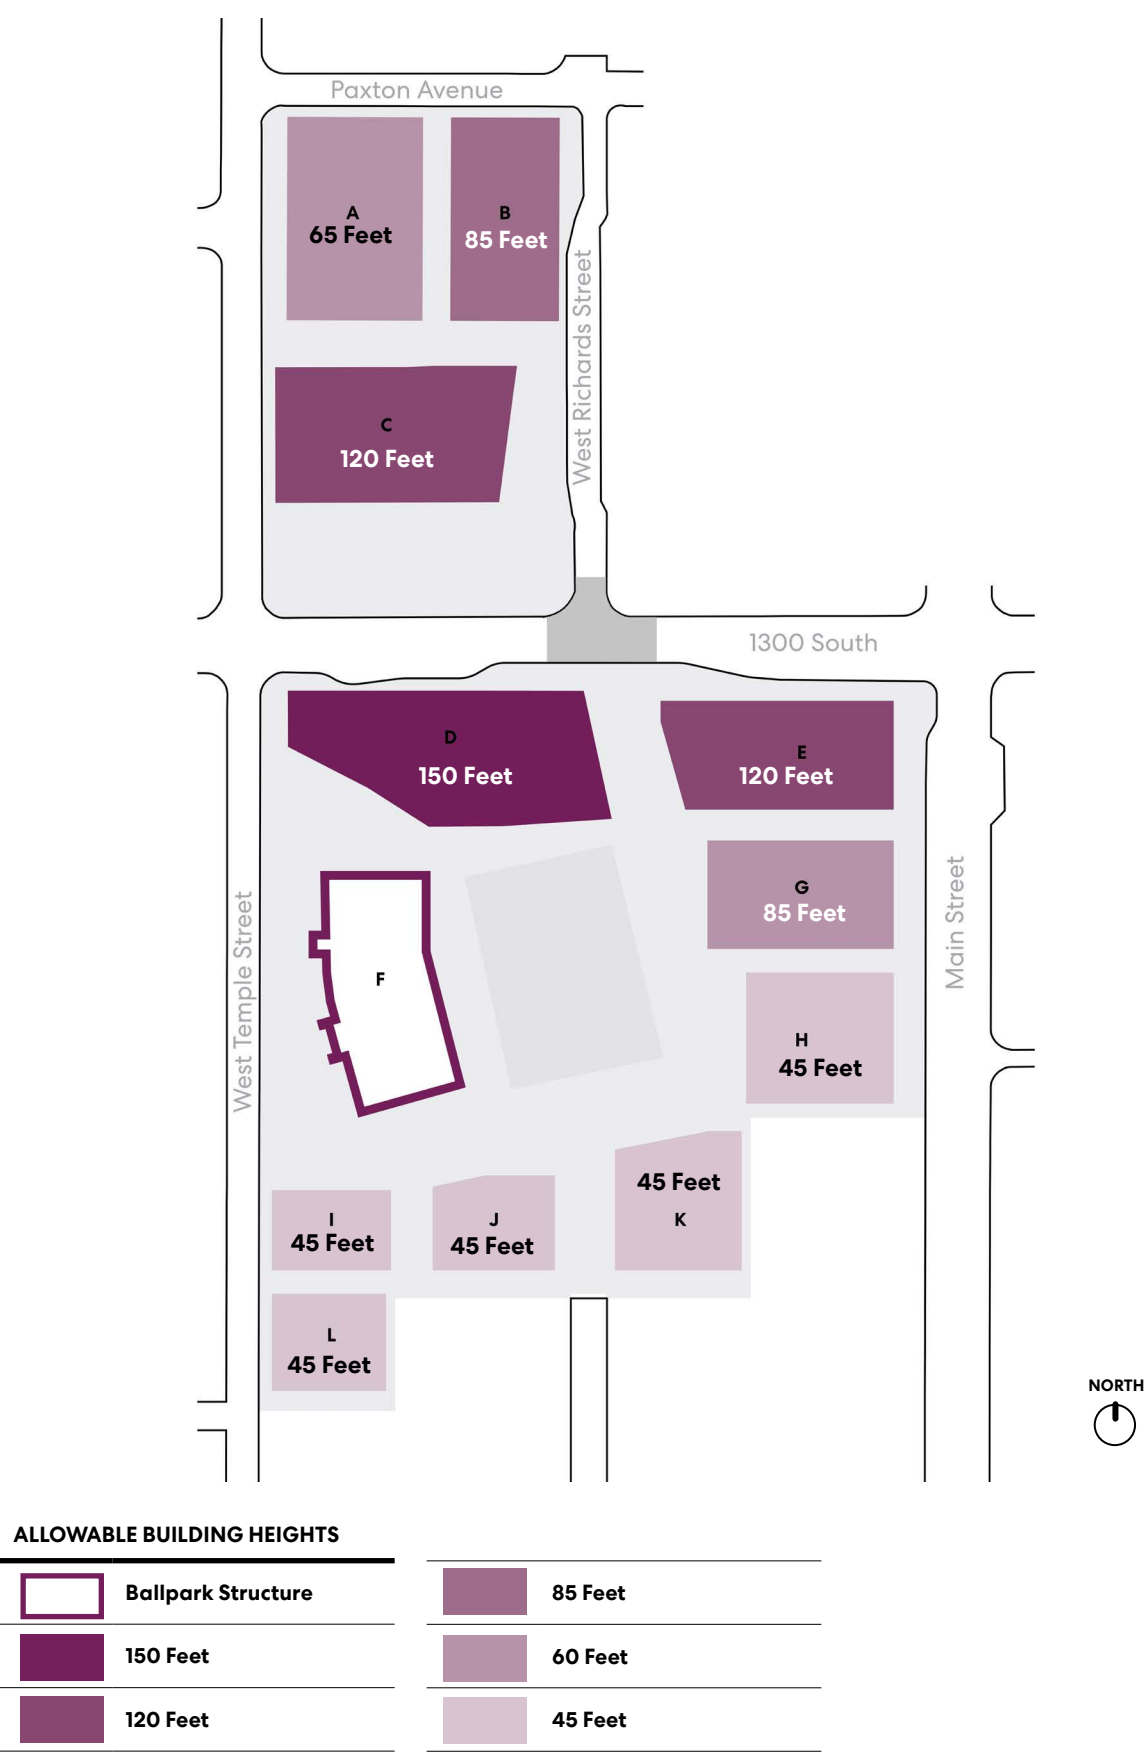 Paxton Avenue
A
65 Feet
B
85 Feet
West Richards Street
C
120 Feet
1300 South
D
150 Feet
E
120 Feet
G
85 Feet
Main Street
West Temple Street
F
H
45 Feet
45 Feet
K
I
45 Feet
J
45 Feet
L
45 Feet
NORTH
ALLOWABLE BUILDING HEIGHTS
Ballpark Structure
150 Feet
120 Feet
85 Feet
60 Feet
45 Feet